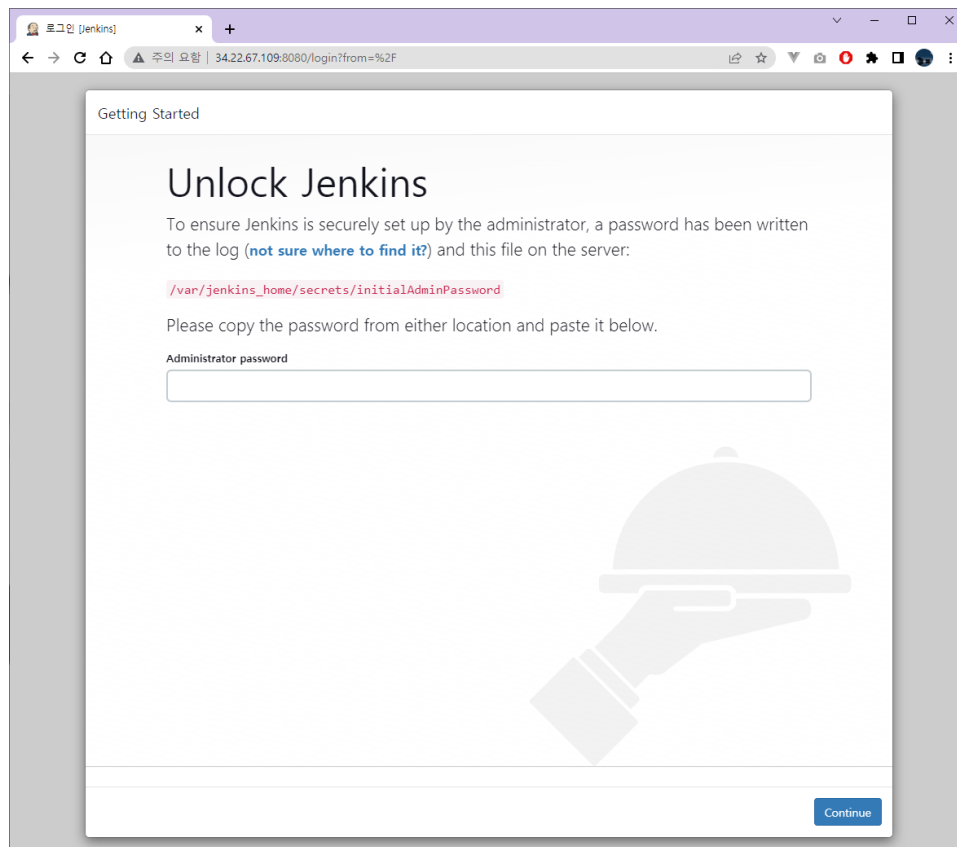 로그인 [Jenkins]
주의 요함 34.22.67.109:8080/login?from=%2F
Getting Started
Unlock Jenkins
To ensure Jenkins is securely set up by the administrator, a password has been written
to the log (not sure where to find it?) and this file on the server:
/var/jenkins_home/secrets/initialAdminPassword
Please copy the password from either location and paste it below.
Administrator password
Continue